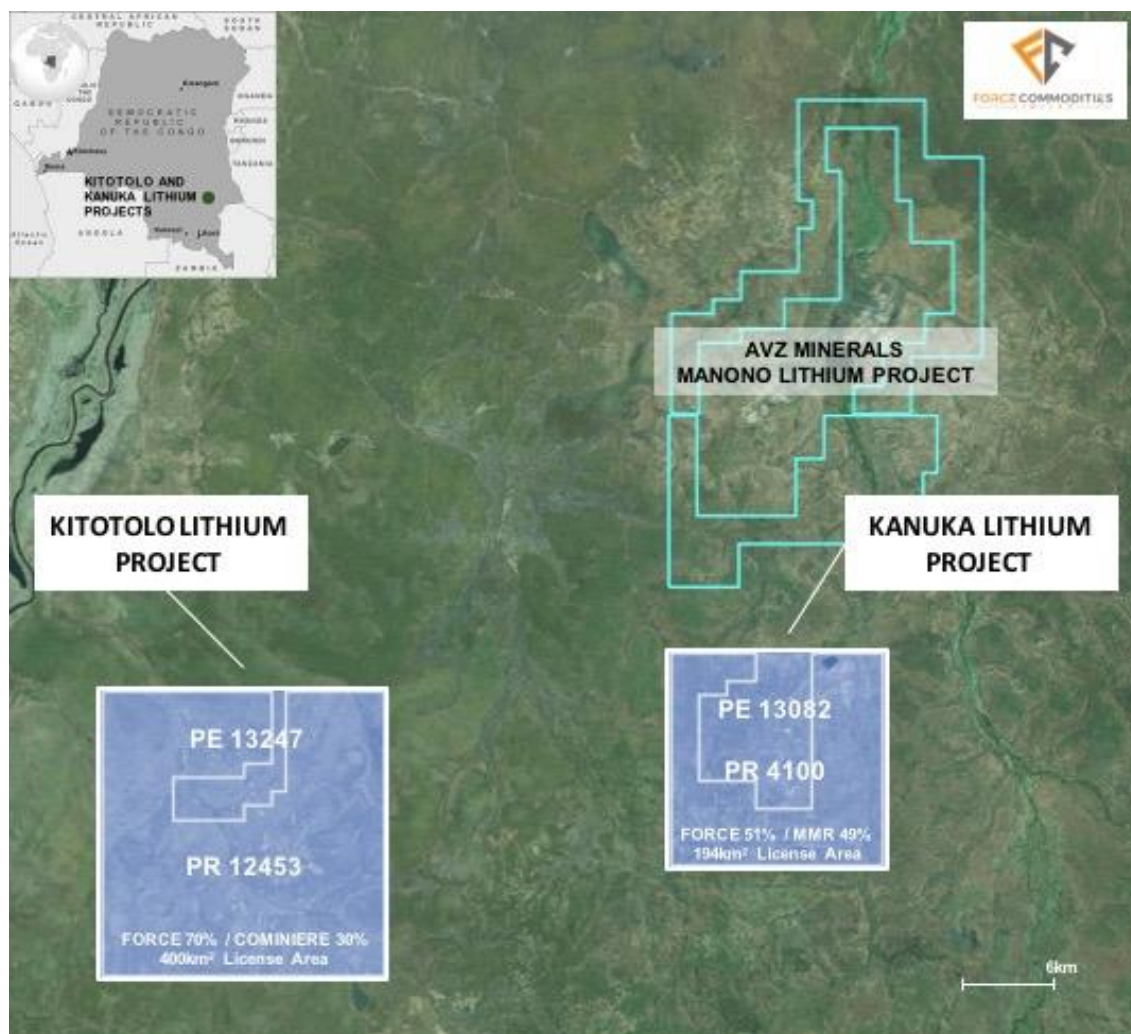 CENTRAL AFRICAN
REPUBLIC
SOUTH
SUDAN
GABON
UGANDA
RWANDA
BURUNDI
TANZANIA
DEMOCRATIC
REPUBLIC
OF THE CONGO
Kinshasa
KITOTOLO AND
KANUKA LITHIUM
PROJECTS
Atlantic
Ocean
ANGOLA
ZAMBIA
FORCE COMMODITIES
LIMITED
AVZ MINERALS
MANONO LITHIUM PROJECT
KITOTOLO LITHIUM
PROJECT
KANUKA LITHIUM
PROJECT
PE 13247
PR 12453
FORCE 70% / COMINIERE 30%
400km² License Area
PE 13082
PR 4100
FORCE 51% / MMR 49%
194km² License Area
6km